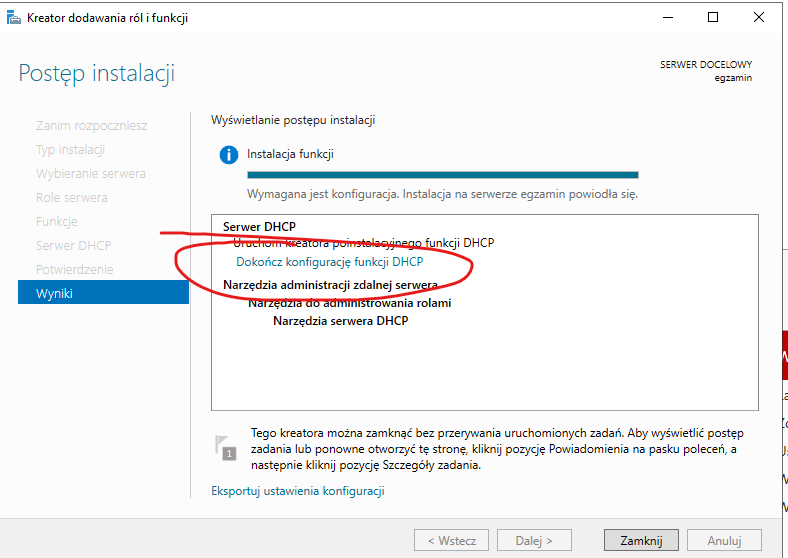 Kreator dodawania ról i funkcji
Postęp instalacji
SERWER DOCELOWY
egzamin
Zanim rozpoczniesz
Typ instalacji
Wybieranie serwera
Role serwera
Funkcje
Serwer DHCP
Potwierdzenie
Wyniki
Wyświetlanie postępu instalacji
Instalacja funkcji
Wymagana jest konfiguracja. Instalacja na serwerze egzamin powiodła się.
Serwer DHCP
Uruchom kreatora poinstalacyjnego funkcji DHCP
Dokończ konfigurację funkcji DHCP
Narzędzia administracji zdalnej serwera
Narzędzia do administrowania rolami
Narzędzia serwera DHCP
1
Tego kreatora można zamknąć bez przerywania uruchomionych zadań. Aby wyświetlić postęp
zadania lub ponowne otworzyć tę stronę, kliknij pozycję Powiadomienia na pasku poleceń, a
następnie kliknij pozycję Szczegóły zadania.
Eksportuj ustawienia konfiguracji
< Wstecz
Dalej >
Zamknij
Anuluj